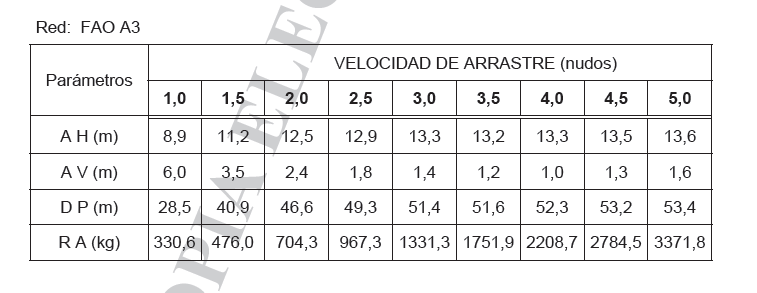 Red: FAO A3
Parámetros VELOCIDAD DE ARRASTRE (nudos)
1,0 1,5 2,0 2,5 3,0 3,5 4,0 4,5 5,0
A H (m) 8,9 11,2 12,5 12,9 13,3 13,2 13,3 13,5 13,6
A V (m) 6,0 3,5 2,4 1,8 1,4 1,2 1,0 1,3 1,6
D P (m) 28,5 40,9 46,6 49,3 51,4 51,6 52,3 53,2 53,4
R A (kg) 330,6 476,0 704,3 967,3 1331,3 1751,9 2208,7 2784,5 3371,8
OPIA ELEC